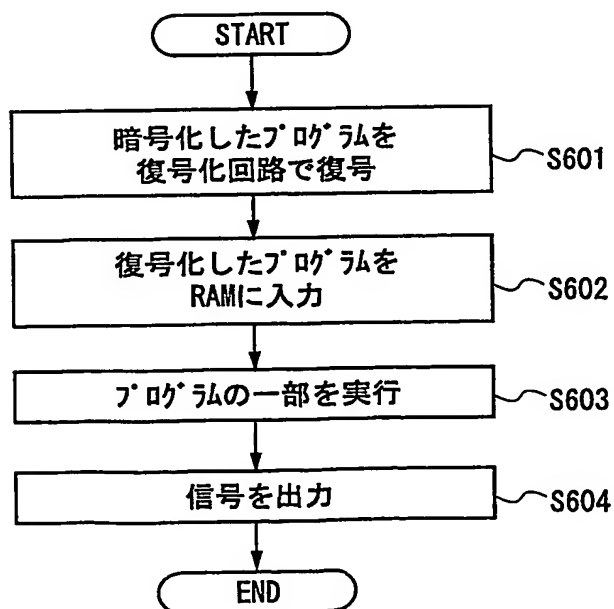 START
暗号化したﾌﾟﾛｸﾞﾗﾑを
復号化回路で復号
S601
復号化したﾌﾟﾛｸﾞﾗﾑを
RAMに入力
S602
ﾌﾟﾛｸﾞﾗﾑの一部を実行
S603
信号を出力
S604
END